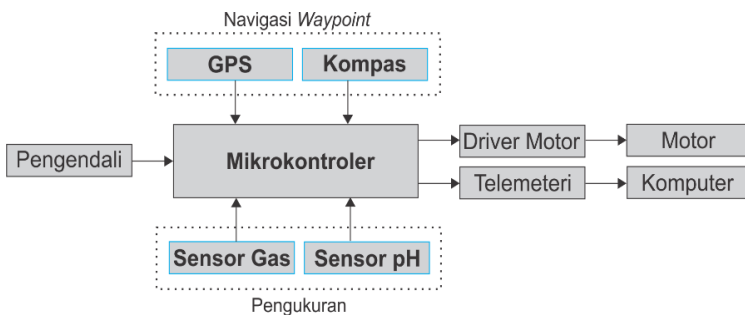 Navigasi Waypoint
GPS
Kompas
Pengendali
Mikrokontroler
Driver Motor
Motor
Telemeteri
Komputer
Sensor Gas
Sensor pH
Pengukuran